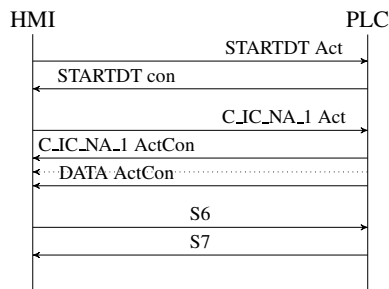 HMI PLC
STARTDT Act
STARTDT con
C_IC_NA_1 Act
C_IC_NA_1 ActCon
DATA ActCon
S6
S7